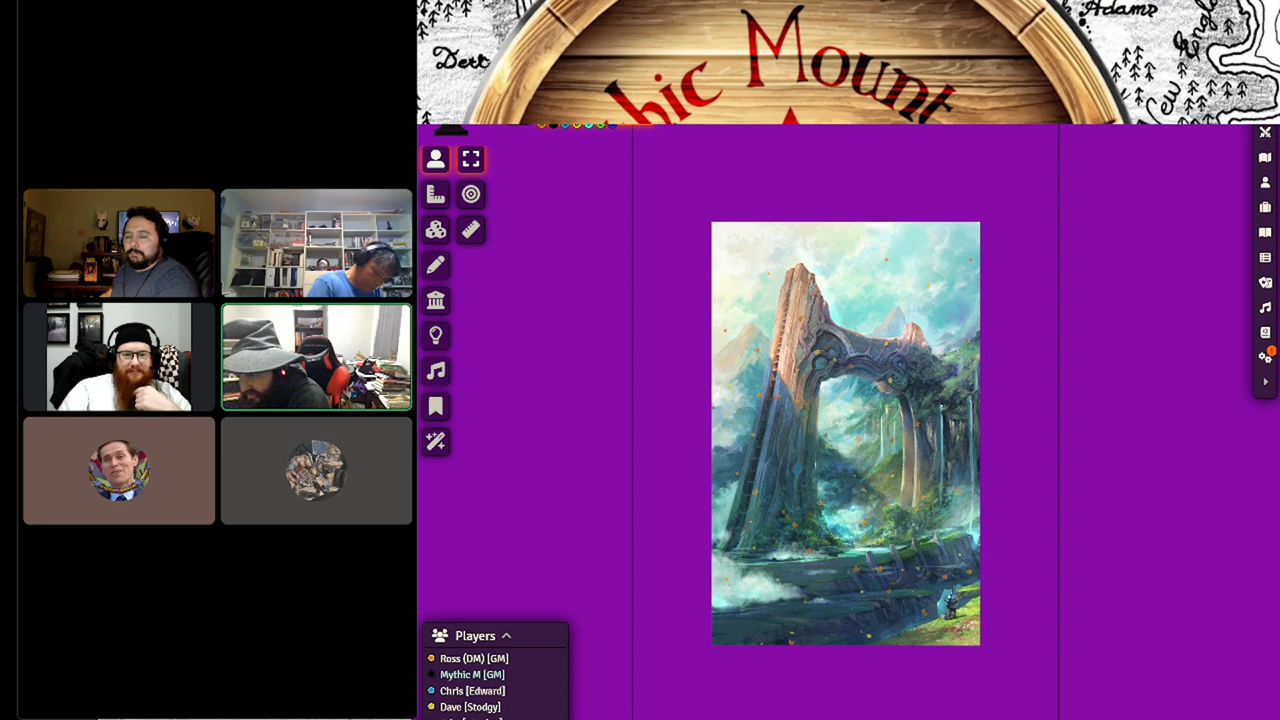 Adams
Dert
Mount
hic
Players
Ross (DM) [GM]
Mythic M [GM]
Chris [Edward]
Dave [Stodgy]